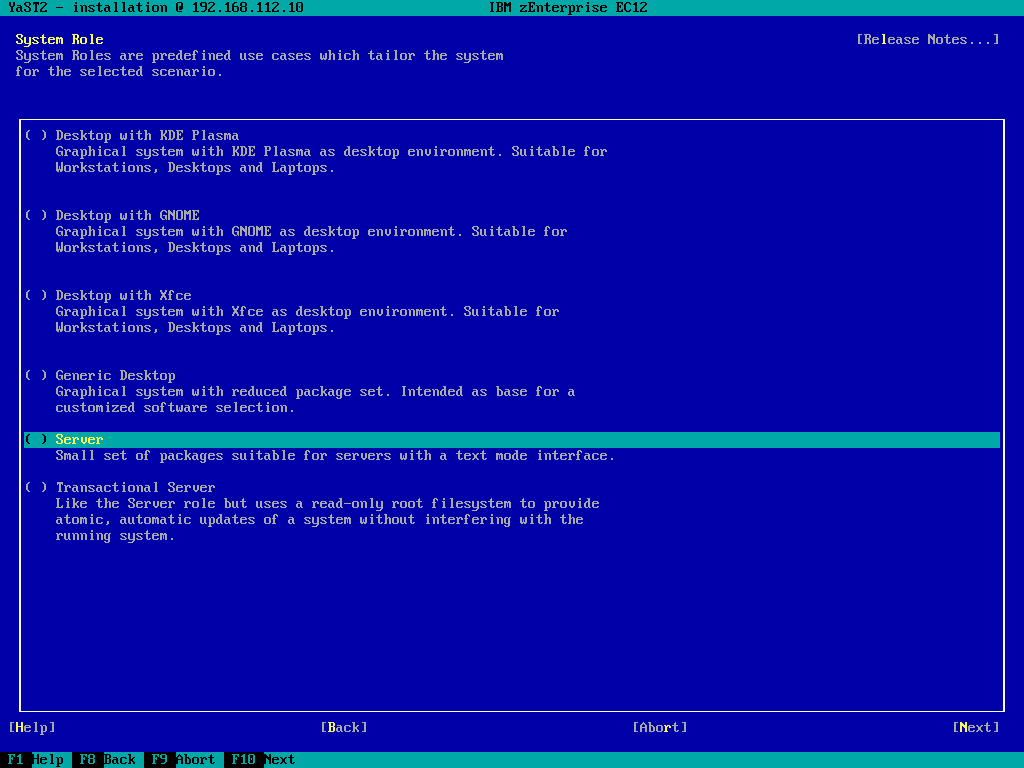 YaST2 - installation @ 192.168.112.10 IBM zEnterprise EC12
System Role [Release Notes...]
System Roles are predefined use cases which tailor the system
for the selected scenario.
( ) Desktop with KDE Plasma
Graphical system with KDE Plasma as desktop environment. Suitable for
Workstations, Desktops and Laptops.
( ) Desktop with GNOME
Graphical system with GNOME as desktop environment. Suitable for
Workstations, Desktops and Laptops.
( ) Desktop with Xfce
Graphical system with Xfce as desktop environment. Suitable for
Workstations, Desktops and Laptops.
( ) Generic Desktop
Graphical system with reduced package set. Intended as base for a
customized software selection.
( ) Server
Small set of packages suitable for servers with a text mode interface.
( ) Transactional Server
Like the Server role but uses a read-only root filesystem to provide
atomic, automatic updates of a system without interfering with the
running system.
[Help] [Back] [Abort] [Next]
F1 Help F8 Back F9 Abort F10 Next